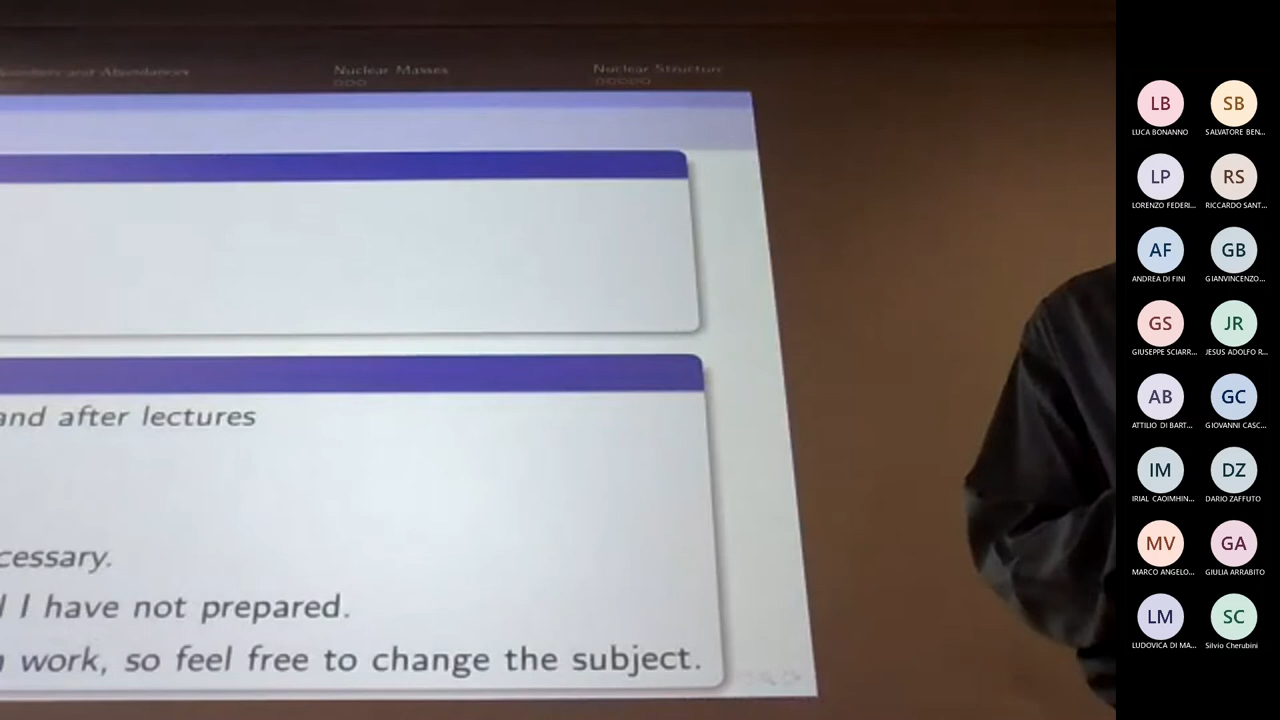 Numbers and Abundances
Nuclear Masses
Nuclear Structure
and after lectures
cessary.
I have not prepared.
work, so feel free to change the subject.
LB
SB
LUCA BONANNO
SALVATORE BEN...
LP
RS
LORENZO FEDERI...
RICCARDO SANT...
AF
GB
ANDREA DI FINI
GIANVINCENZO...
GS
JR
GIUSEPPE SCIARR...
JESUS ADOLFO R...
AB
GC
ATTILIO DI BART...
GIOVANNI CASC...
IM
DZ
IRIAL CAOIMHIN...
DARIO ZAFFUTO
MV
GA
MARCO ANGELO...
GIULIA ARRABITO
LM
SC
LUDOVICA DI MA...
Silvio Cherubini